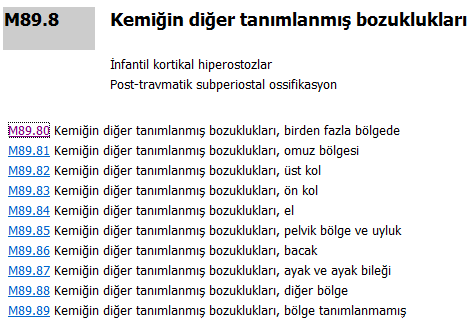 M89.8 Kemiğin diğer tanımlanmış bozuklukları
İnfantil kortikal hiperostozlar
Post-travmatik subperiostal ossifikasyon
M89.80 Kemiğin diğer tanımlanmış bozuklukları, birden fazla bölgede
M89.81 Kemiğin diğer tanımlanmış bozuklukları, omuz bölgesi
M89.82 Kemiğin diğer tanımlanmış bozuklukları, üst kol
M89.83 Kemiğin diğer tanımlanmış bozuklukları, ön kol
M89.84 Kemiğin diğer tanımlanmış bozuklukları, el
M89.85 Kemiğin diğer tanımlanmış bozuklukları, pelvik bölge ve uyluk
M89.86 Kemiğin diğer tanımlanmış bozuklukları, bacak
M89.87 Kemiğin diğer tanımlanmış bozuklukları, ayak ve ayak bileği
M89.88 Kemiğin diğer tanımlanmış bozuklukları, diğer bölge
M89.89 Kemiğin diğer tanımlanmış bozuklukları, bölge tanımlanmamış